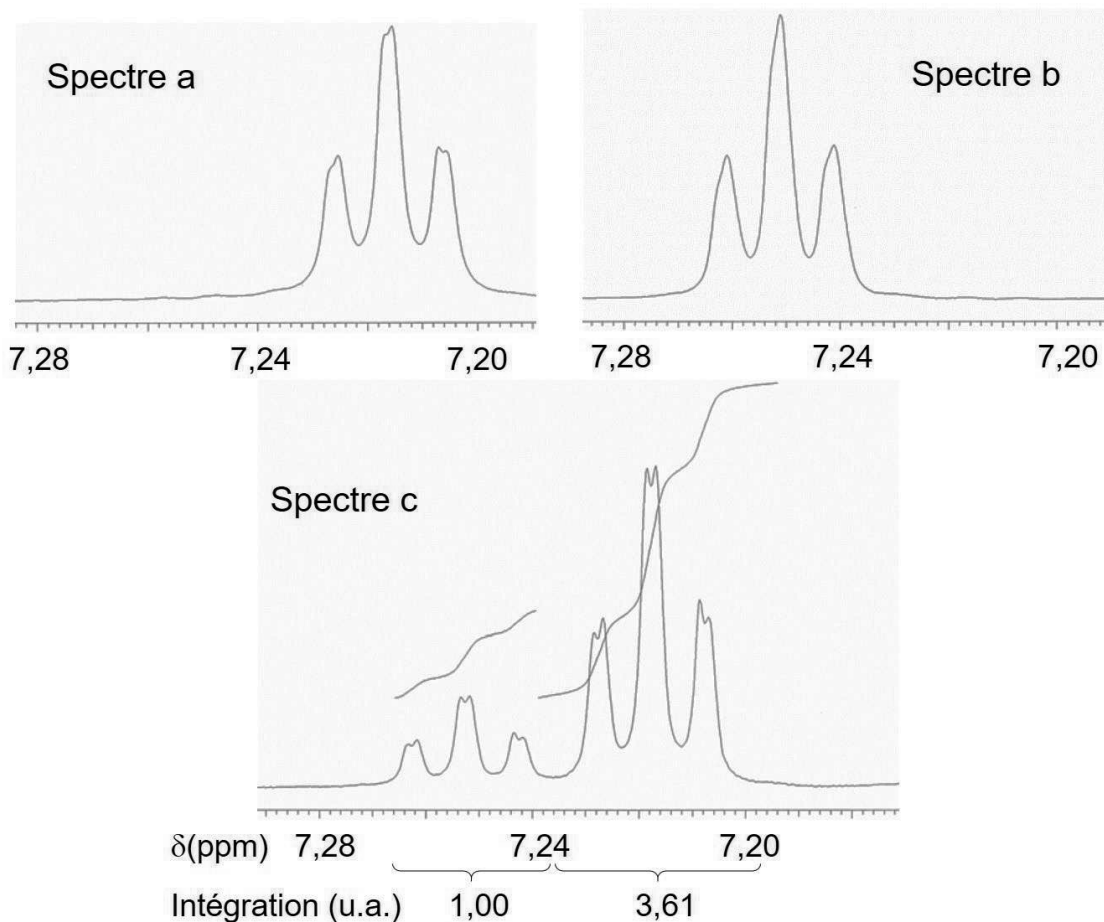 Spectre a
Spectre b
7,28 7,24 7,20
7,28 7,24 7,20
Spectre c
δ(ppm) 7,28 7,24 7,20
Intégration (u.a.) 1,00 3,61